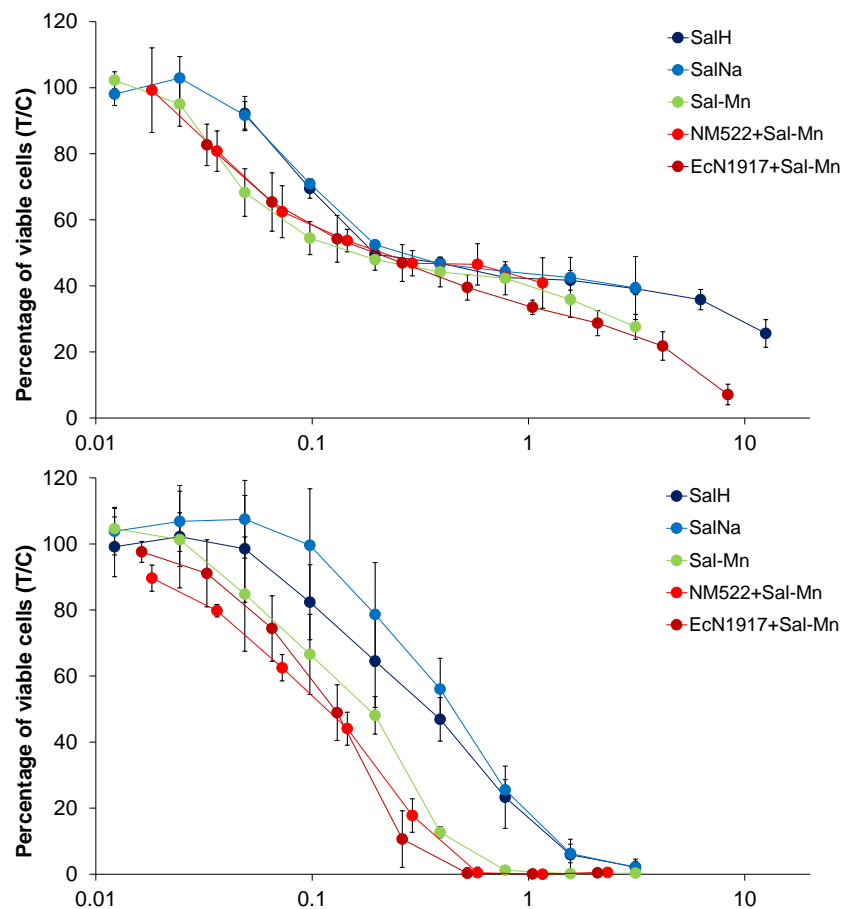 120
100
80
60
40
20
0
Percentage of viable cells (T/C)
SalH
SalNa
Sal-Mn
NM522+Sal-Mn
EcN1917+Sal-Mn
0.01 0.1 1 10
120
100
80
60
40
20
0
Percentage of viable cells (T/C)
SalH
SalNa
Sal-Mn
NM522+Sal-Mn
EcN1917+Sal-Mn
0.01 0.1 1 10